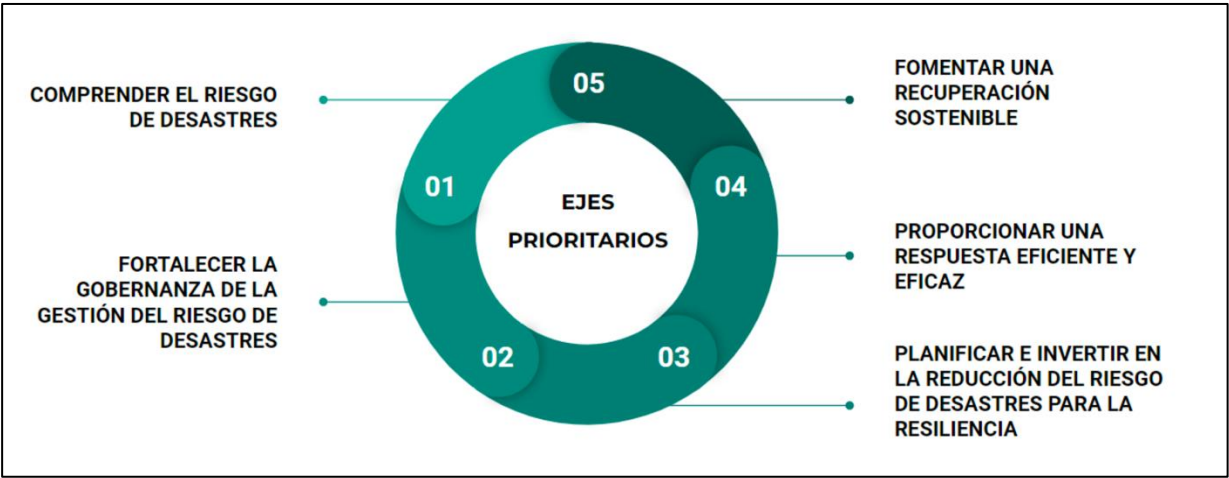 EJES
PRIORITARIOS
01
COMPRENDER EL RIESGO
DE DESASTRES
02
FORTALECER LA
GOBERNANZA DE LA
GESTIÓN DEL RIESGO DE
DESASTRES
03
PLANIFICAR E INVERTIR EN
LA REDUCCIÓN DEL RIESGO
DE DESASTRES PARA LA
RESILIENCIA
04
PROPORCIONAR UNA
RESPUESTA EFICIENTE Y
EFICAZ
05
FOMENTAR UNA
RECUPERACIÓN
SOSTENIBLE